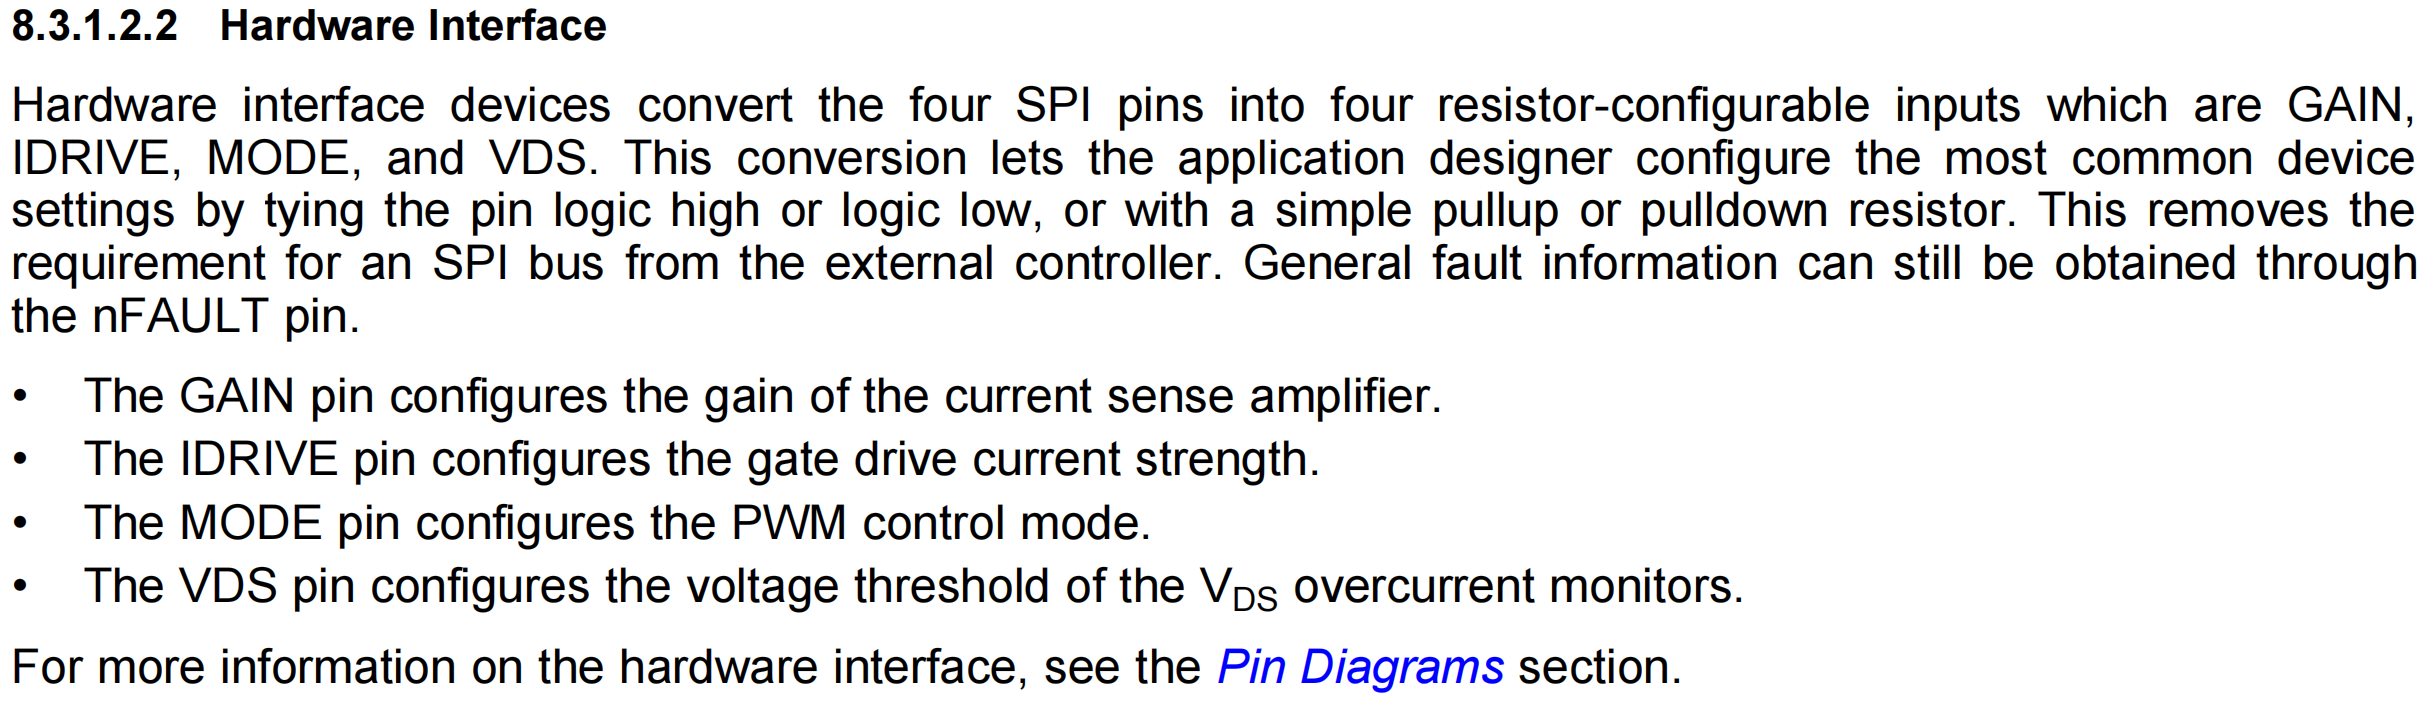 8.3.1.2.2 Hardware Interface
Hardware interface devices convert the four SPI pins into four resistor-configurable inputs which are GAIN,
IDRIVE, MODE, and VDS. This conversion lets the application designer configure the most common device
settings by tying the pin logic high or logic low, or with a simple pullup or pulldown resistor. This removes the
requirement for an SPI bus from the external controller. General fault information can still be obtained through
the nFAULT pin.
• The GAIN pin configures the gain of the current sense amplifier.
• The IDRIVE pin configures the gate drive current strength.
• The MODE pin configures the PWM control mode.
• The VDS pin configures the voltage threshold of the VDS overcurrent monitors.
For more information on the hardware interface, see the Pin Diagrams section.